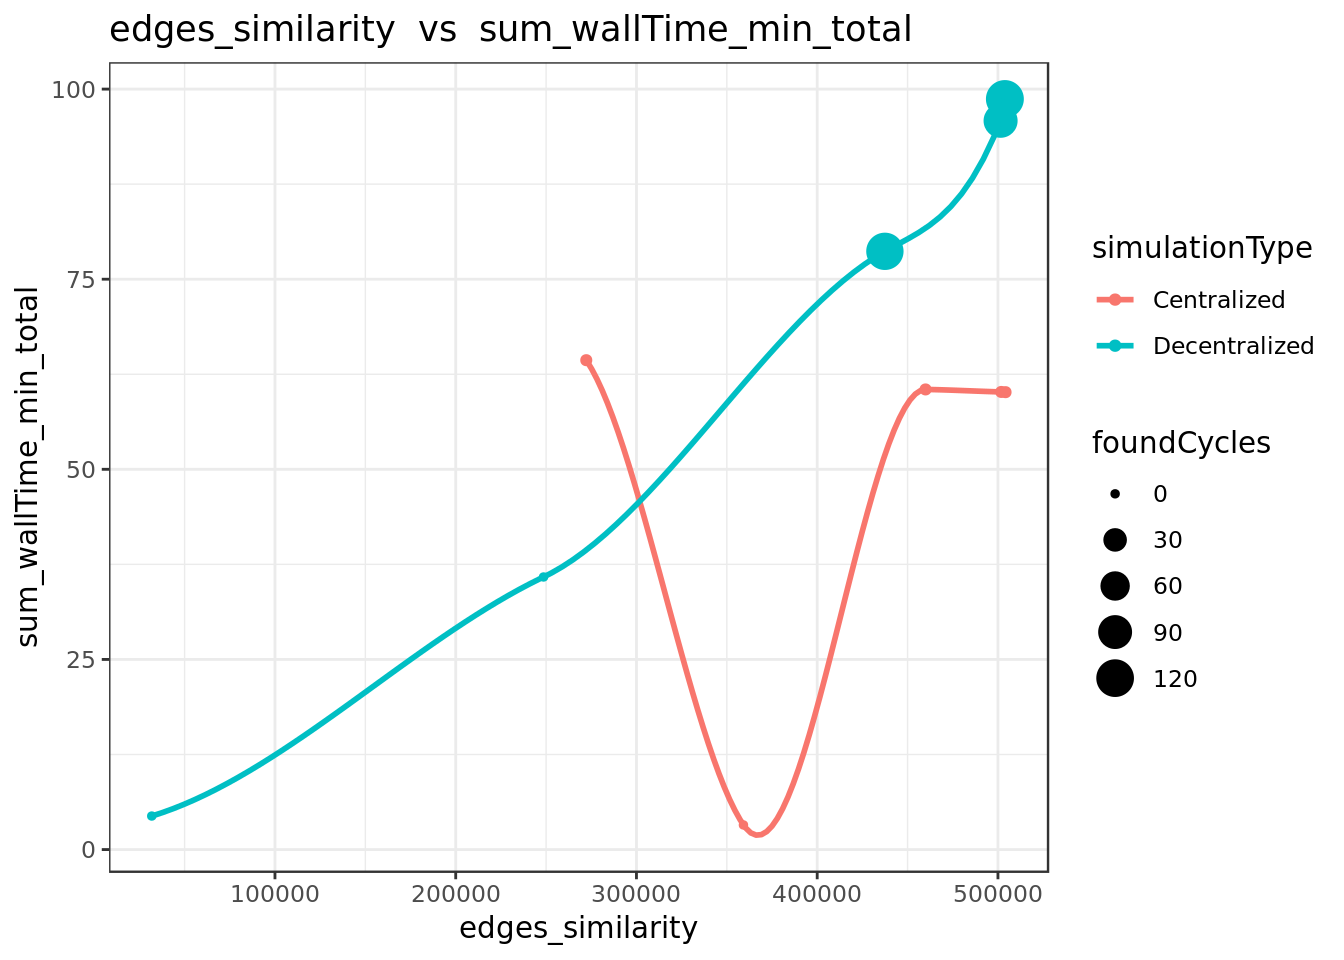 edges_similarity  vs  sum_wallTime_min_total
sum_wallTime_min_total
100
75
50
25
0
100000
200000
300000
400000
500000
edges_similarity
simulationType
Centralized
Decentralized
foundCycles
0
30
60
90
120